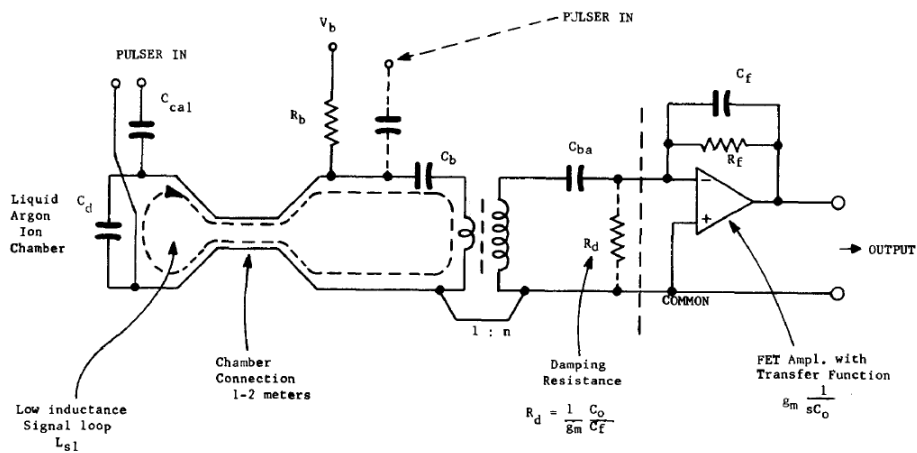 PULSER IN
V_b
PULSER IN
C_cal
R_b
C_f
R_f
C_b
C_ba
Liquid
Argon
Ion
Chamber
C_d
R_d
−
+
OUTPUT
COMMON
1 : n
Chamber
Connection
1-2 meters
Damping
Resistance
R_d = 1/g_m C_o/C_f
FET Ampl. with
Transfer Function
g_m 1/sC_o
Low inductance
Signal loop
L_sl